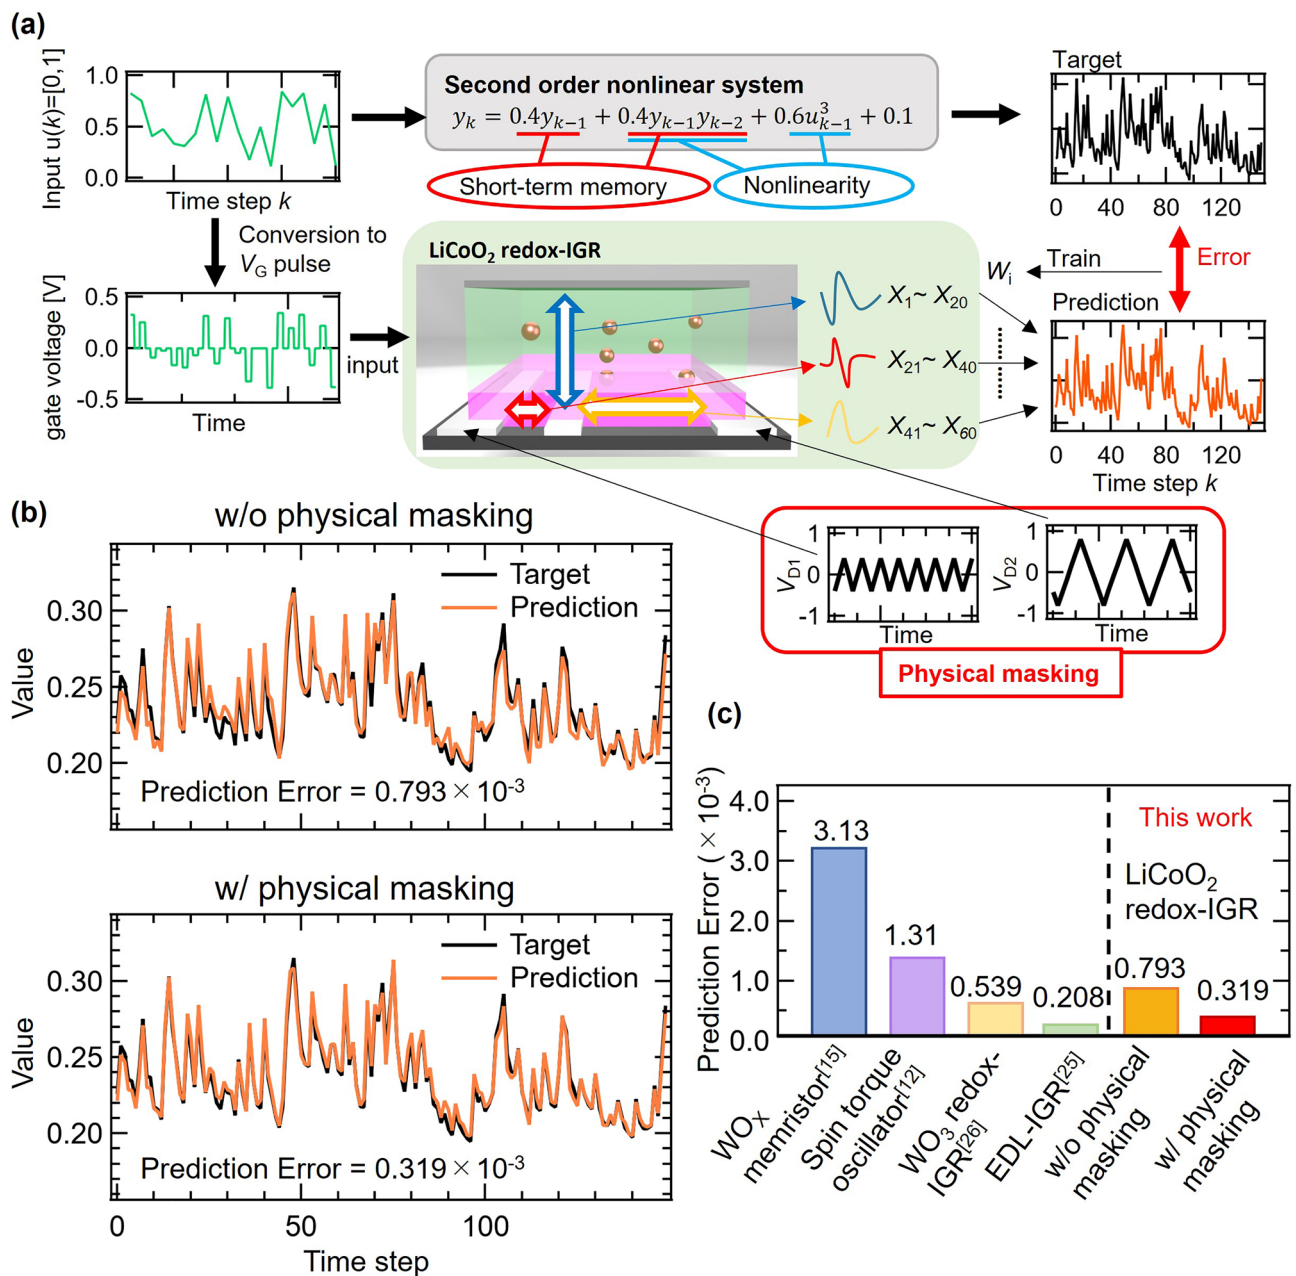 (a)
Input u(k)=[0,1]
1.0
0.5
0.0
Time step k
Conversion to
V_G pulse
gate voltage [V]
0.5
0.0
-0.5
Time
input
Second order nonlinear system
y_k = 0.4y_{k-1} + 0.4y_{k-1}y_{k-2} + 0.6u^3_{k-1} + 0.1
Short-term memory
Nonlinearity
Target
0 40 80 120
Error
Train
W_i
Prediction
0 40 80 120
Time step k
LiCoO₂ redox-IGR
X₁~ X₂₀
X₂₁~ X₄₀
X₄₁~ X₆₀
V_D1
1
0
-1
Time
V_D2
1
0
-1
Time
Physical masking
(b)
w/o physical masking
Target
Prediction
Value
0.30
0.25
0.20
Prediction Error = 0.793×10⁻³
w/ physical masking
Target
Prediction
Value
0.30
0.25
0.20
Prediction Error = 0.319×10⁻³
0 50 100
Time step
(c)
Prediction Error (×10⁻³)
4.0
3.0
2.0
1.0
0.0
3.13
1.31
0.539
0.208
0.793
0.319
This work
LiCoO₂
redox-IGR
WO_X
memristor[15]
Spin torque
oscillator[12]
WO₃ redox-
IGR[26]
EDL-IGR[25]
w/o physical
masking
w/ physical
masking